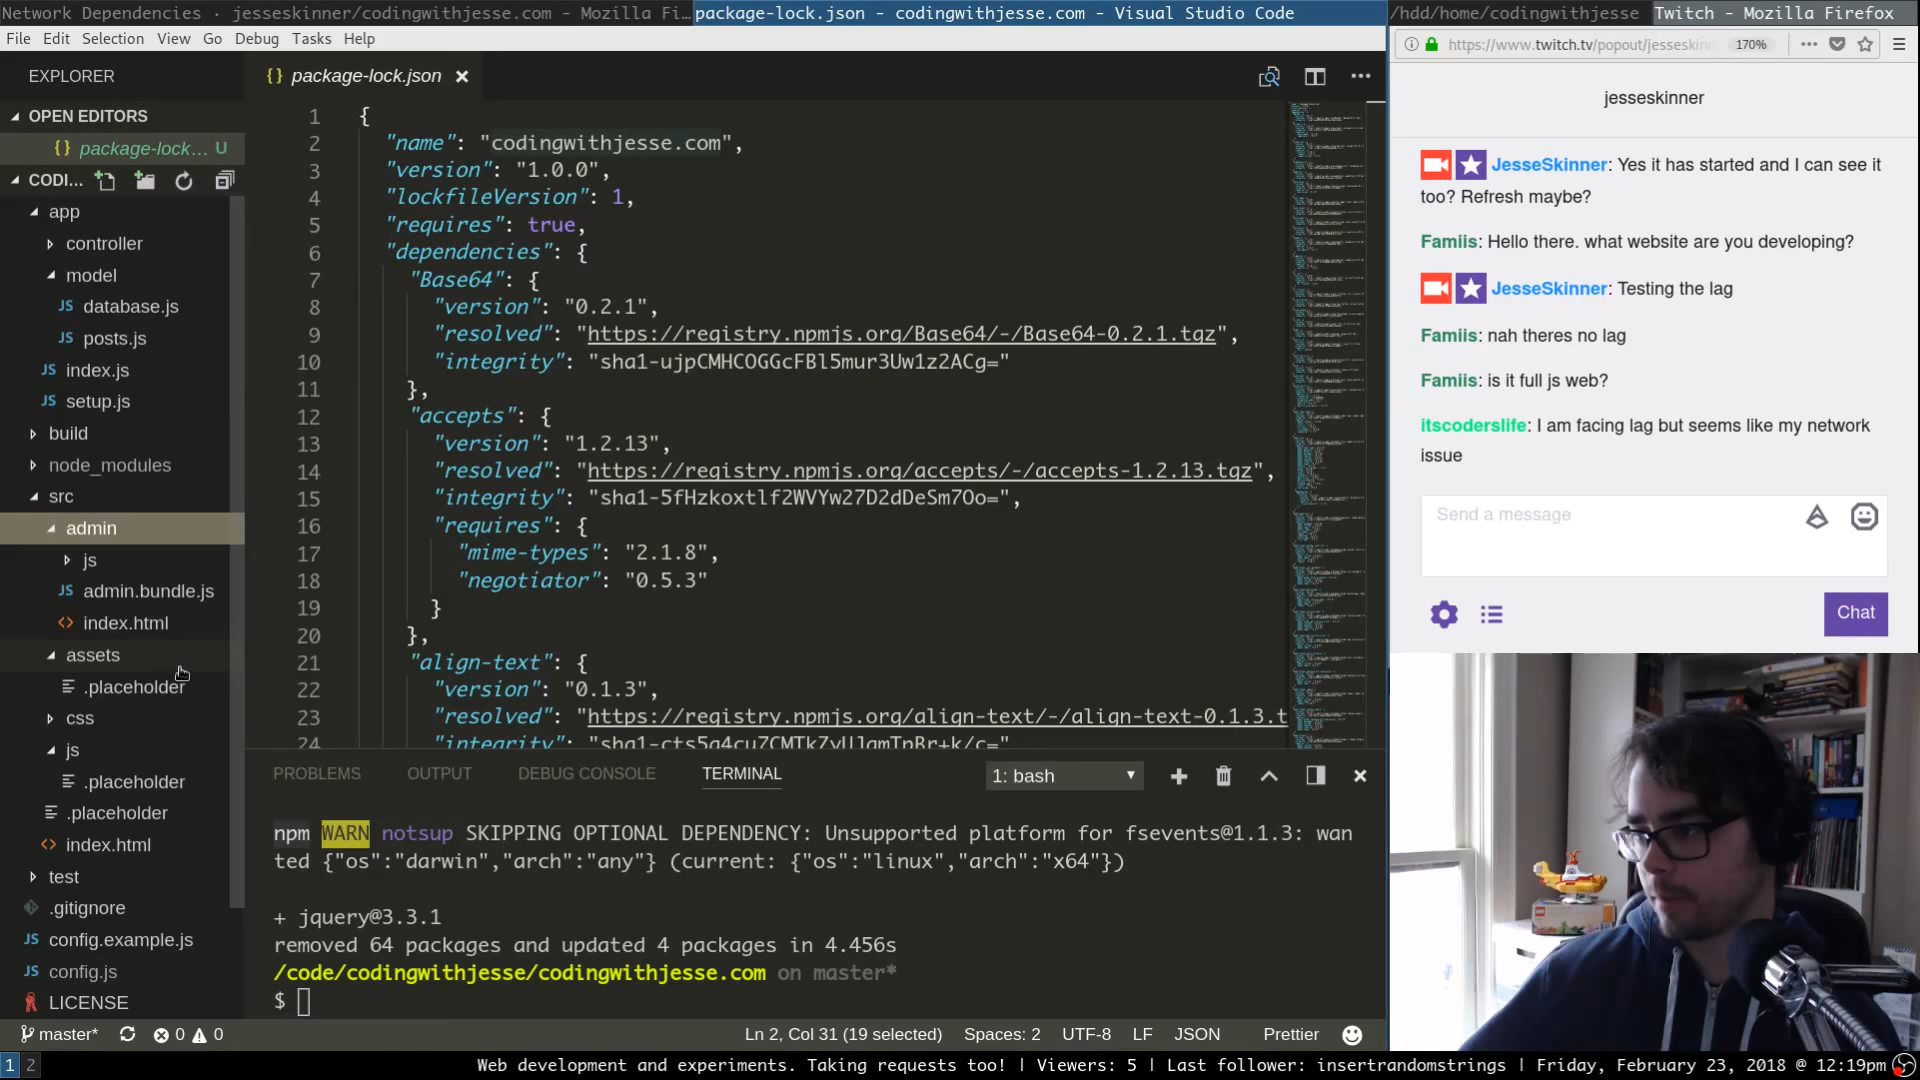 Network Dependencies · jesseskinner/codingwithjesse.com - Mozilla Fi...
package-lock.json - codingwithjesse.com - Visual Studio Code
/hdd/home/codingwithjesse
Twitch - Mozilla Firefox
File Edit Selection View Go Debug Tasks Help
https://www.twitch.tv/popout/jesseskinn
170%
EXPLORER
{} package-lock.json
jesseskinner
OPEN EDITORS
{} package-lock... U
CODI...
app
controller
model
JS database.js
JS posts.js
JS index.js
JS setup.js
build
node_modules
src
admin
js
JS admin.bundle.js
<> index.html
assets
.placeholder
css
js
.placeholder
.placeholder
<> index.html
test
.gitignore
JS config.example.js
JS config.js
LICENSE
1 {
2 "name": "codingwithjesse.com",
3 "version": "1.0.0",
4 "lockfileVersion": 1,
5 "requires": true,
6 "dependencies": {
7 "Base64": {
8 "version": "0.2.1",
9 "resolved": "https://registry.npmjs.org/Base64/-/Base64-0.2.1.tgz",
10 "integrity": "sha1-ujpCMHCOGGcFBl5mur3Uw1z2ACg="
11 },
12 "accepts": {
13 "version": "1.2.13",
14 "resolved": "https://registry.npmjs.org/accepts/-/accepts-1.2.13.tgz",
15 "integrity": "sha1-5fHzkoxtlf2WVYw27D2dDeSm7Oo=",
16 "requires": {
17 "mime-types": "2.1.8",
18 "negotiator": "0.5.3"
19 }
20 },
21 "align-text": {
22 "version": "0.1.3",
23 "resolved": "https://registry.npmjs.org/align-text/-/align-text-0.1.3.t
24 "integrity":
PROBLEMS OUTPUT DEBUG CONSOLE TERMINAL
1: bash
npm WARN notsup SKIPPING OPTIONAL DEPENDENCY: Unsupported platform for fsevents@1.1.3: wan
ted {"os":"darwin","arch":"any"} (current: {"os":"linux","arch":"x64"})
+ jquery@3.3.1
removed 64 packages and updated 4 packages in 4.456s
/code/codingwithjesse/codingwithjesse.com on master*
$
JesseSkinner: Yes it has started and I can see it
too? Refresh maybe?
Famiis: Hello there. what website are you developing?
JesseSkinner: Testing the lag
Famiis: nah theres no lag
Famiis: is it full js web?
itscoderslife: I am facing lag but seems like my network
issue
Send a message
Chat
master* 0 0
Ln 2, Col 31 (19 selected) Spaces: 2 UTF-8 LF JSON Prettier
1 2
Web development and experiments. Taking requests too! | Viewers: 5 | Last follower: insertrandomstrings | Friday, February 23, 2018 @ 12:19pm